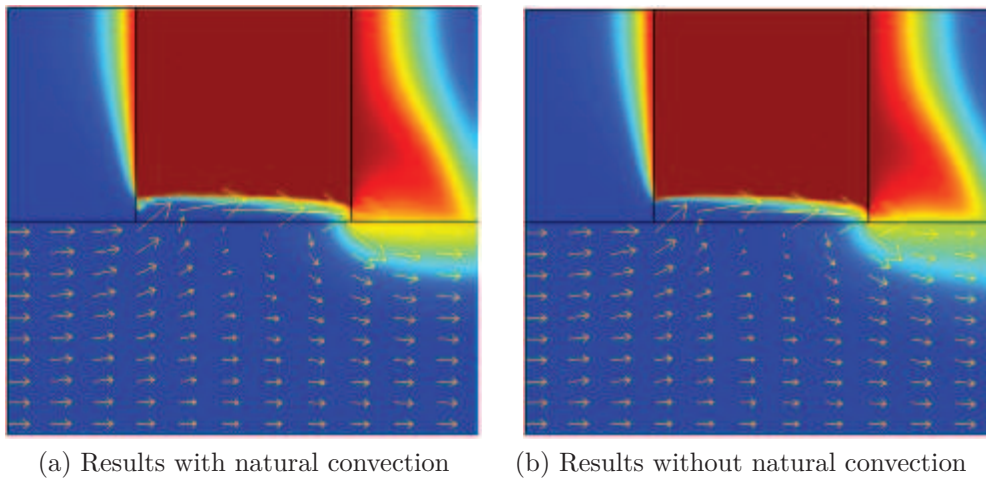 (a) Results with natural convection
(b) Results without natural convection